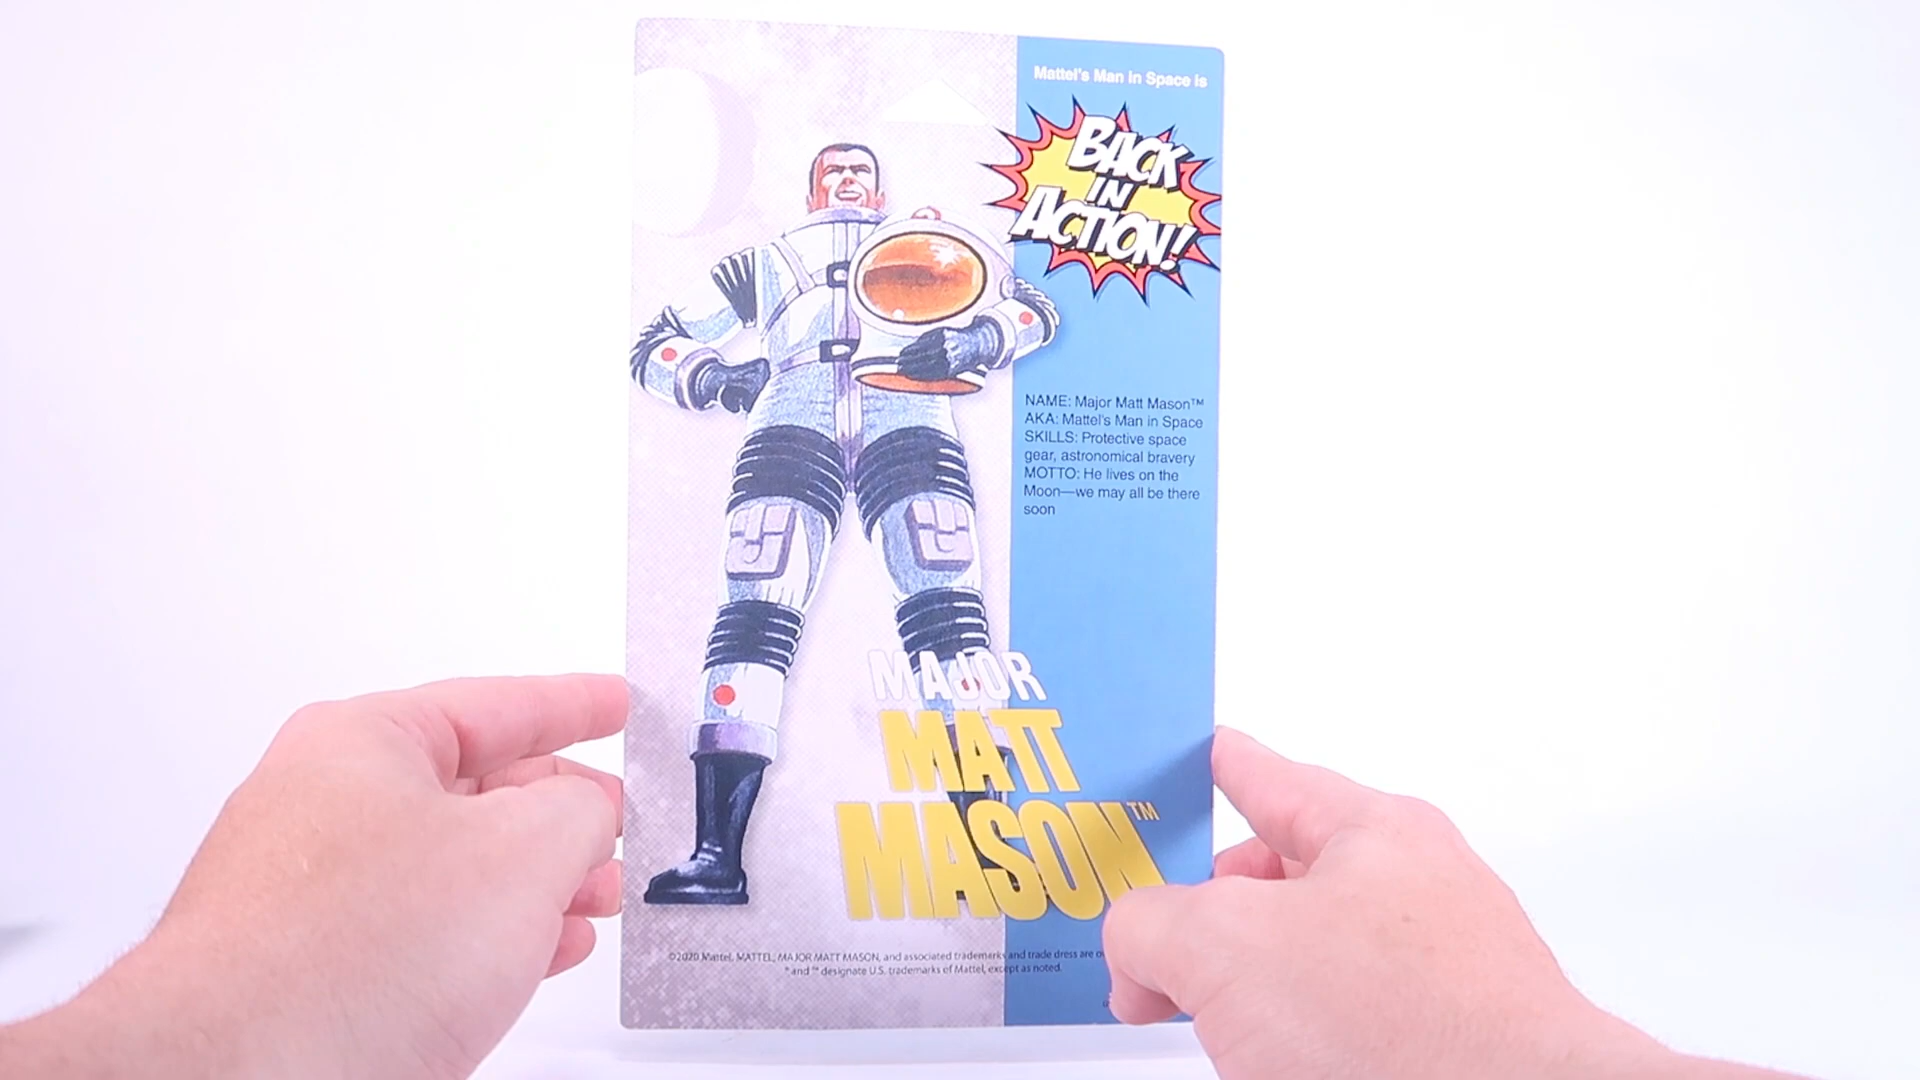 Mattel's Man in Space is
BACK
IN
ACTION!
NAME: Major Matt Mason™
AKA: Mattel's Man in Space
SKILLS: Protective space
gear, astronomical bravery
MOTTO: He lives on the
Moon—we may all be there
soon
MAJOR
MATT
MASON™
©2020 Mattel. MATTEL, MAJOR MATT MASON, and associated trademarks and trade dress are
® and ™ designate U.S. trademarks of Mattel, except as noted.